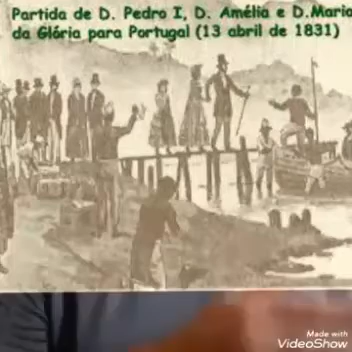 Partida de D. Pedro I, D. Amélia e D.Maria
da Glória para Portugal (13 abril de 1831)
Made with
VideoShow